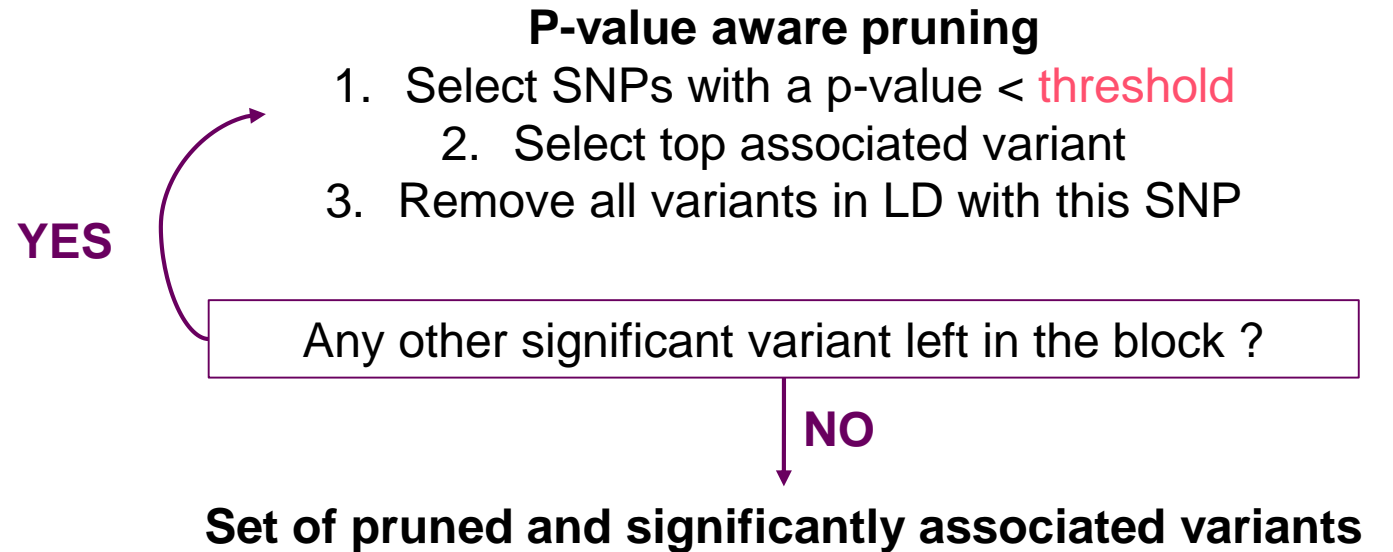 P-value aware pruning
1. Select SNPs with a p-value < threshold
2. Select top associated variant
3. Remove all variants in LD with this SNP
YES
Any other significant variant left in the block ?
NO
Set of pruned and significantly associated variants